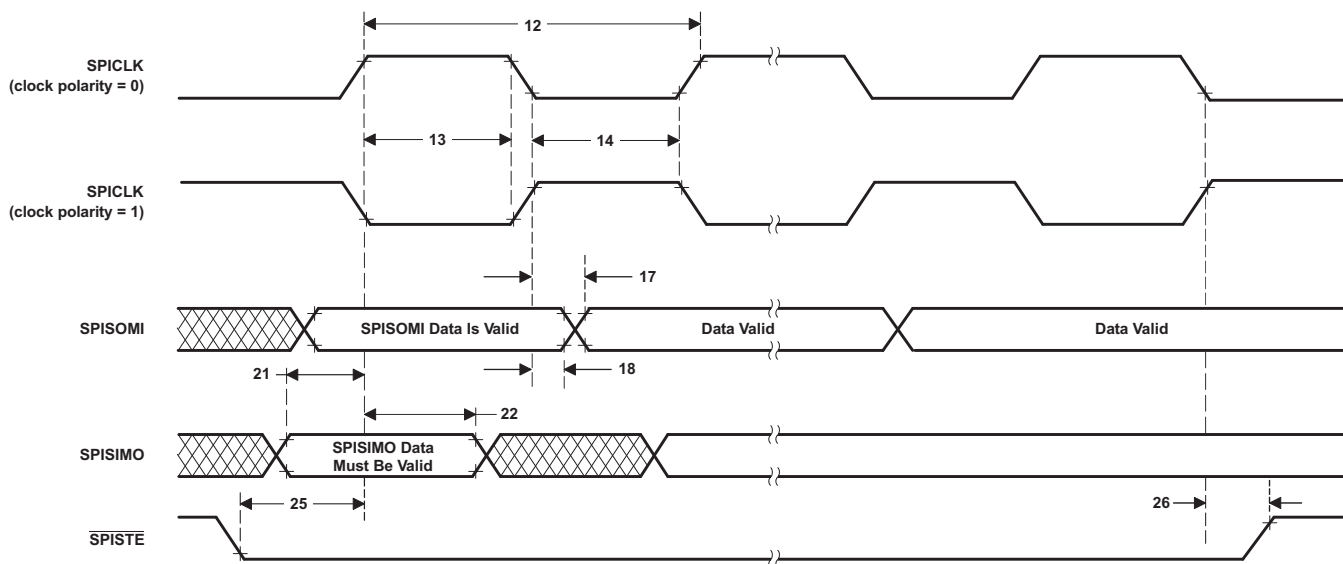 12
SPICLK
(clock polarity = 0)
13
14
SPICLK
(clock polarity = 1)
17
SPISOMI
SPISOMI Data Is Valid
Data Valid
Data Valid
21
18
22
SPISIMO
SPISIMO Data
Must Be Valid
25
26
SPISTE